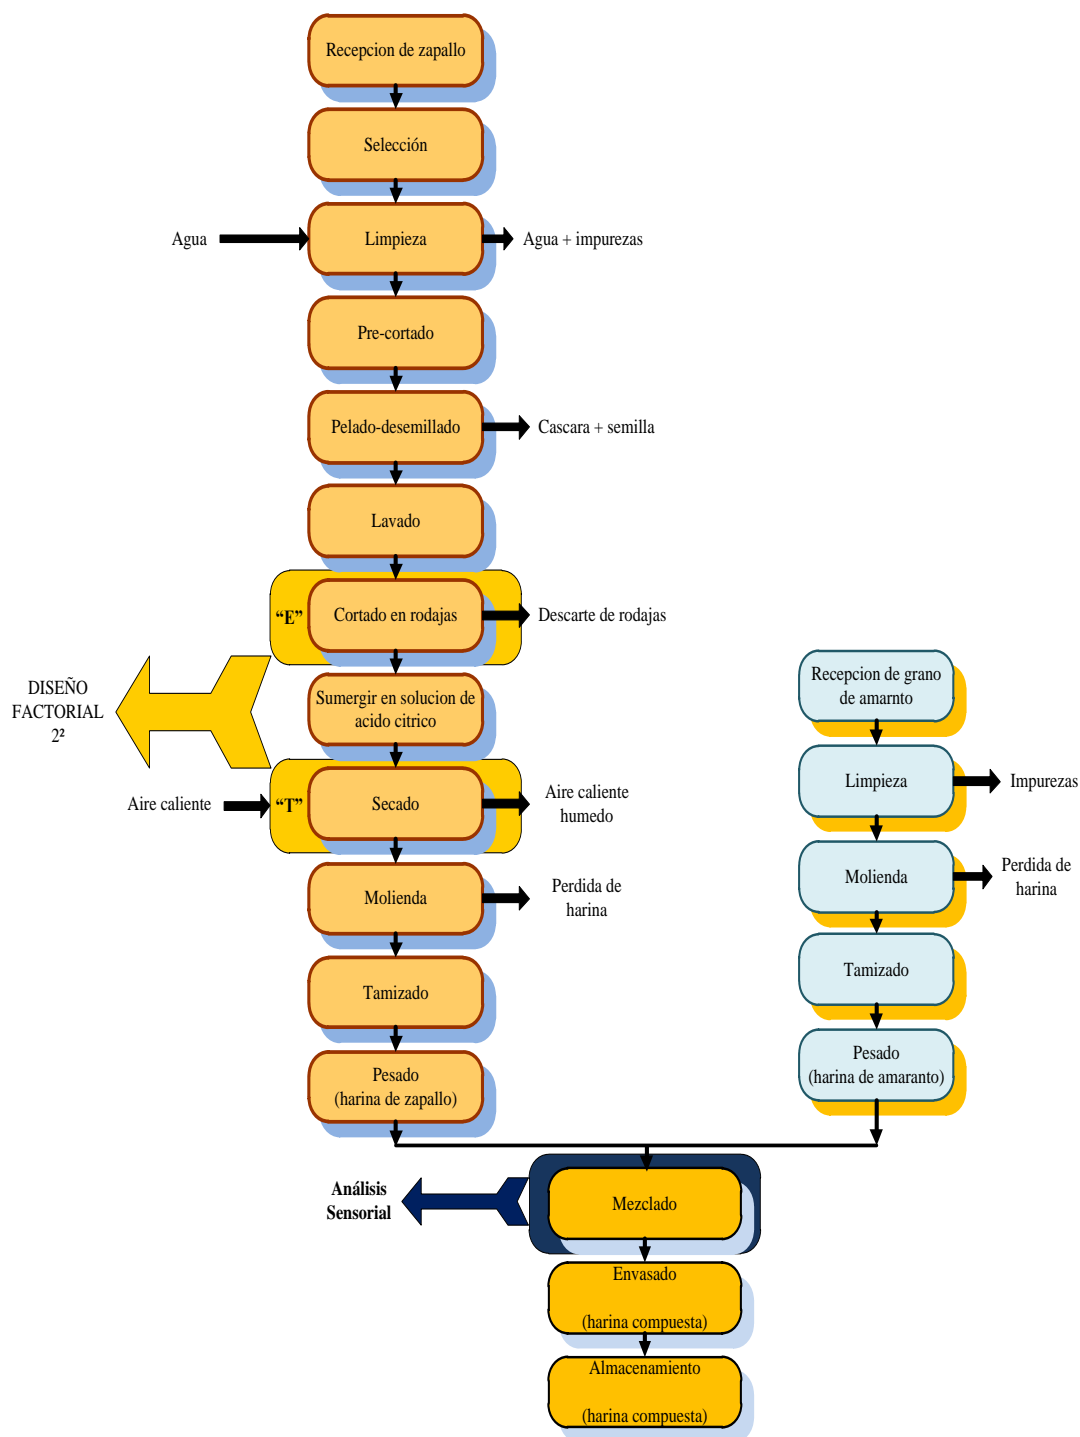 Recepcion de zapallo
Selección
Agua
Limpieza
Agua + impurezas
Pre-cortado
Pelado-desemillado
Cascara + semilla
Lavado
“E”
Cortado en rodajas
Descarte de rodajas
DISEÑO
FACTORIAL
2²
Sumergir en solucion de
acido citrico
Aire caliente
“T”
Secado
Aire caliente
humedo
Molienda
Perdida de
harina
Tamizado
Pesado
(harina de zapallo)
Recepcion de grano
de amarnto
Limpieza
Impurezas
Molienda
Perdida de
harina
Tamizado
Pesado
(harina de amaranto)
Análisis
Sensorial
Mezclado
Envasado
(harina compuesta)
Almacenamiento
(harina compuesta)